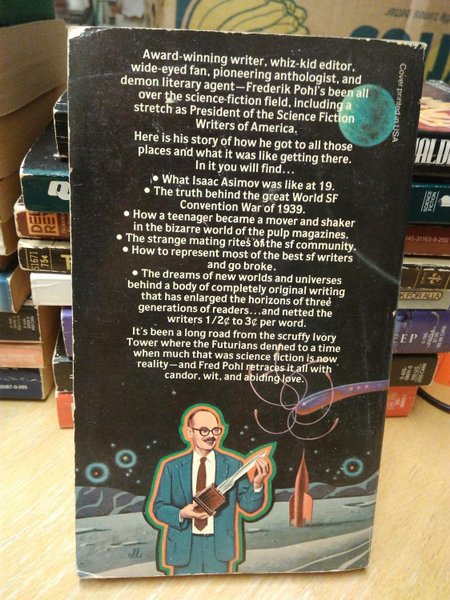 Award-winning writer, whiz-kid editor,
wide-eyed fan, pioneering anthologist, and
demon literary agent—Frederik Pohl's been all
over the science-fiction field, including a
stretch as President of the Science Fiction
Writers of America.
Here is his story of how he got to all those
places and what it was like getting there.
In it you will find...
• What Isaac Asimov was like at 19.
• The truth behind the great World SF
Convention War of 1939.
• How a teenager became a mover and shaker
in the bizarre world of the pulp magazines.
• The strange mating rites of the sf community.
• How to represent most of the best sf writers
and go broke.
• The dreams of new worlds and universes
behind a body of completely original writing
that has enlarged the horizons of three
generations of readers...and netted the
writers 1/2¢ to 3¢ per word.
It's been a long road from the scruffy Ivory
Tower where the Futurians denned to a time
when much that was science fiction is now
reality—and Fred Pohl retraces it all with
candor, wit, and abiding love.
Cover printed in USA
JL